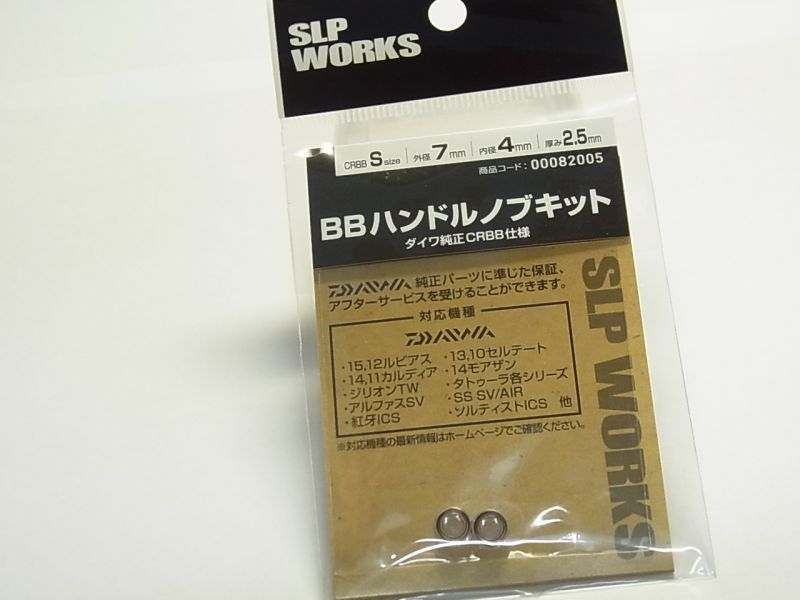 SLP
WORKS
CRBB S size 外径7mm 内径4mm 厚み2.5mm
商品コード:00082005
BBハンドルノブキット
ダイワ純正CRBB仕様
DAIWA 純正パーツに準じた保証、
アフターサービスを受けることができます。
対応機種
DAIWA
・15,12ルビアス ・13,10セルテート
・14,11カルディア ・14モアザン
・ジリオンTW ・タトゥーラ各シリーズ
・アルファスSV ・SS SV/AIR
・紅牙ICS ・ソルティストICS 他
※対応機種の最新情報はホームページでご確認ください。
SLP WORKS